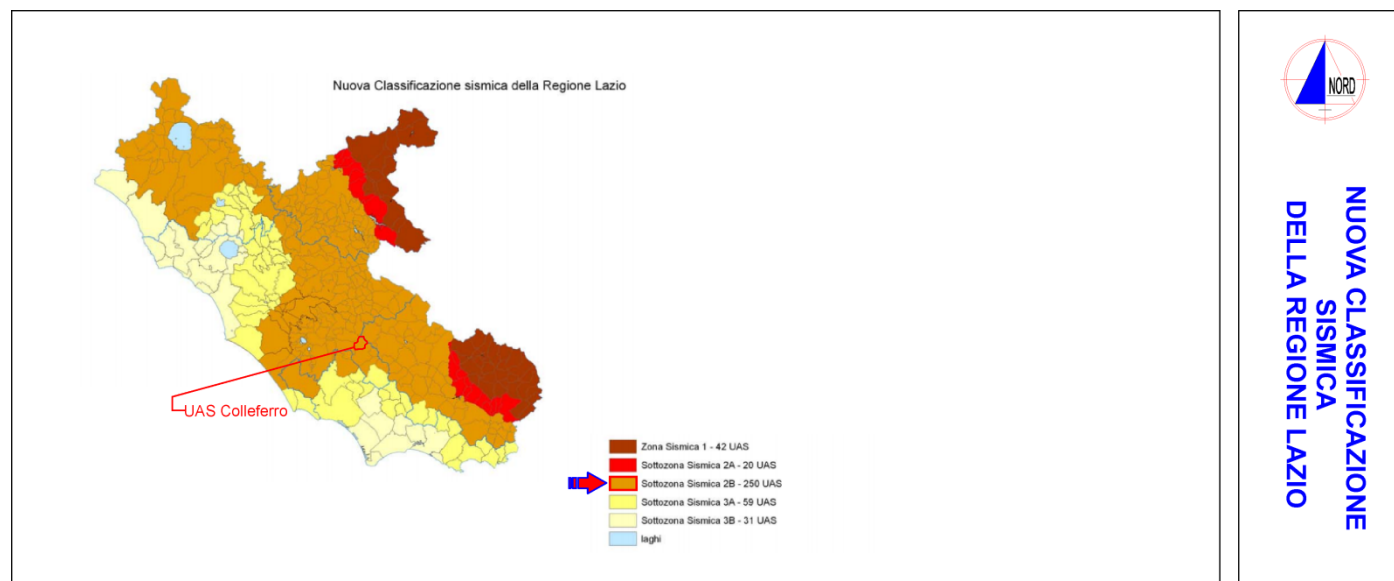 Nuova Classificazione sismica della Regione Lazio
UAS Colleferro
Zona Sismica 1 - 42 UAS
Sottozona Sismica 2A - 20 UAS
Sottozona Sismica 2B - 250 UAS
Sottozona Sismica 3A - 59 UAS
Sottozona Sismica 3B - 31 UAS
laghi
NORD
NUOVA CLASSIFICAZIONE
SISMICA
DELLA REGIONE LAZIO